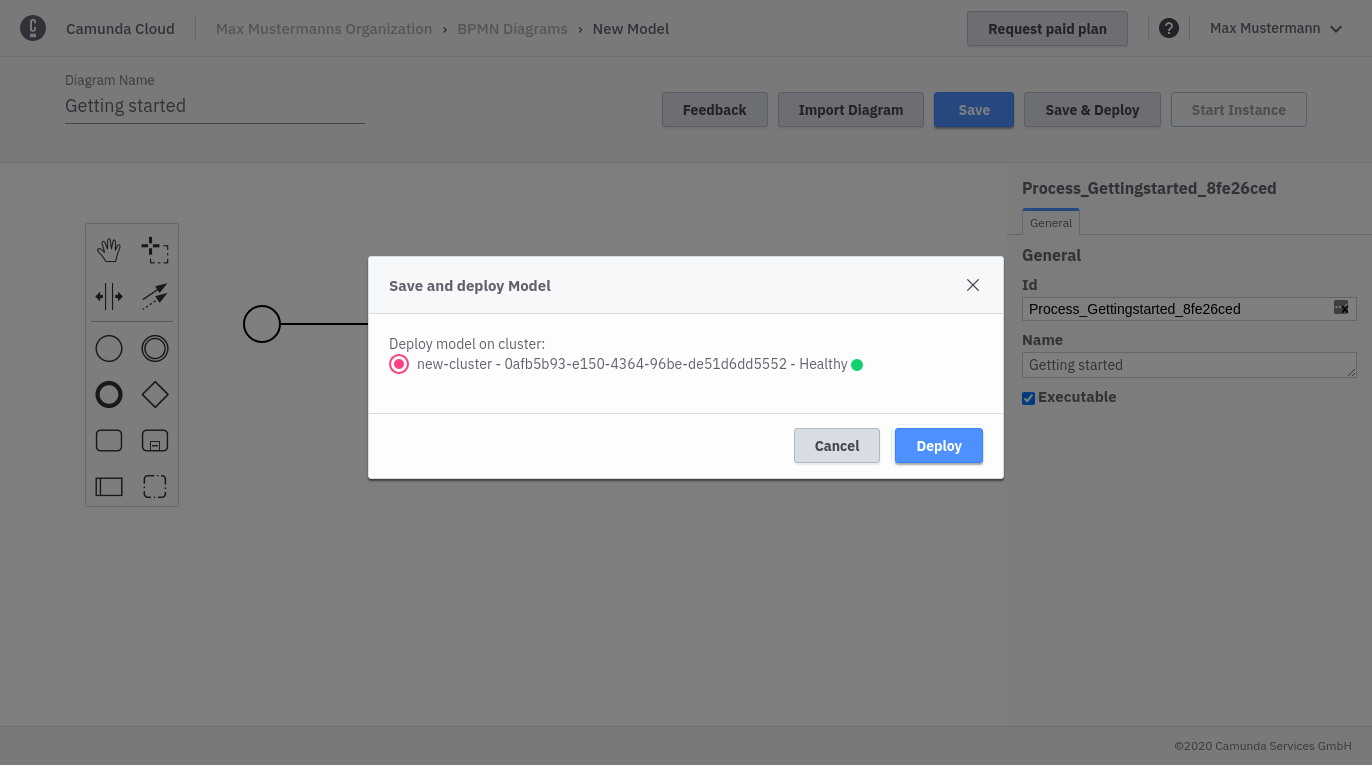 Camunda Cloud Max Mustermanns Organization › BPMN Diagrams › New Model Request paid plan ? Max Mustermann
Diagram Name
Getting started
Feedback Import Diagram Save Save & Deploy Start Instance
Process_Gettingstarted_8fe26ced
General
General
Id
Process_Gettingstarted_8fe26ced
Name
Getting started
Executable
Save and deploy Model
Deploy model on cluster:
new-cluster - 0afb5b93-e150-4364-96be-de51d6dd5552 - Healthy
Cancel Deploy
©2020 Camunda Services GmbH